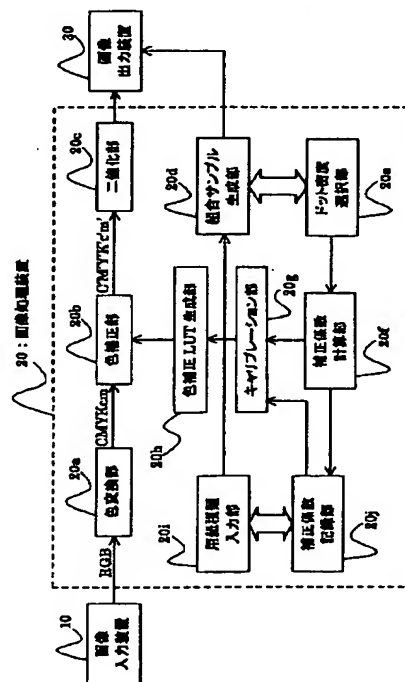 20：画像処理装置
10
画像
入力装置
RGB
20a
色変換部
CMYKcm
20b
色補正部
C'M'Y'K'c'm'
20c
二値化部
30
画像
出力装置
20h
色補正LUT生成部
20d
組合サンプル
生成部
20i
用紙種類
入力部
キャリブレーション部
20g
20j
補正係数
記録部
20f
補正係数
計算部
20e
ドット密度
選択部